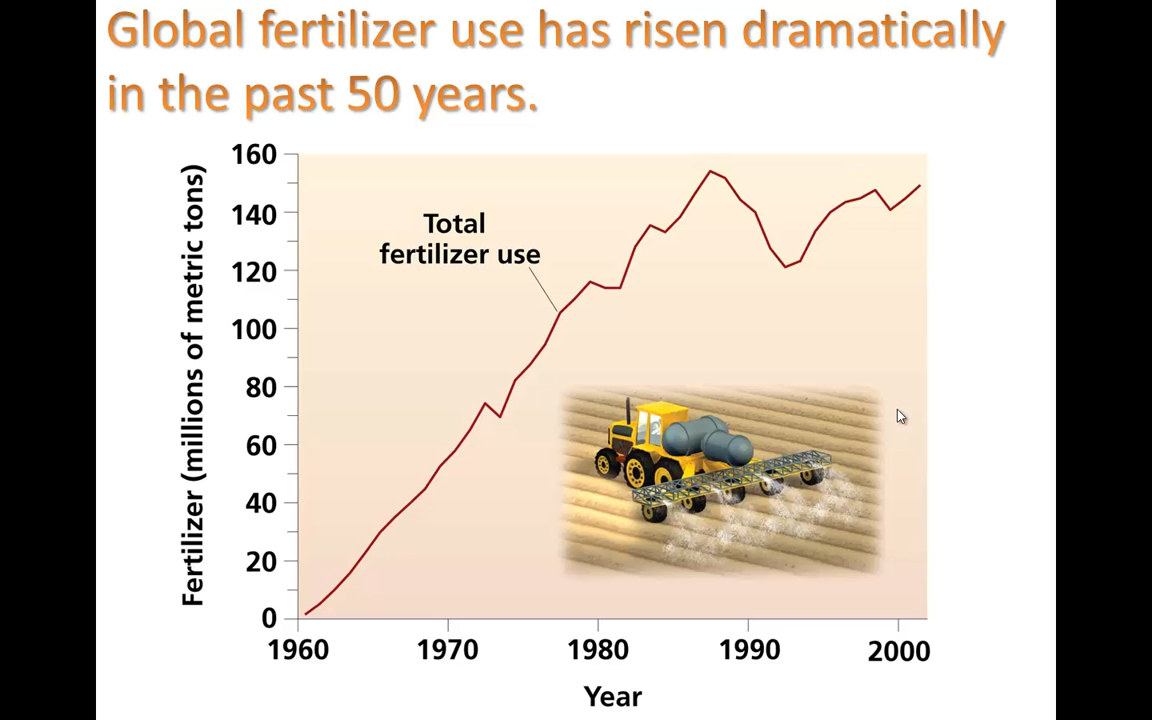 Global fertilizer use has risen dramatically
in the past 50 years.
160
140
120
100
80
60
40
20
0
Fertilizer (millions of metric tons)
Total
fertilizer use
1960
1970
1980
1990
2000
Year